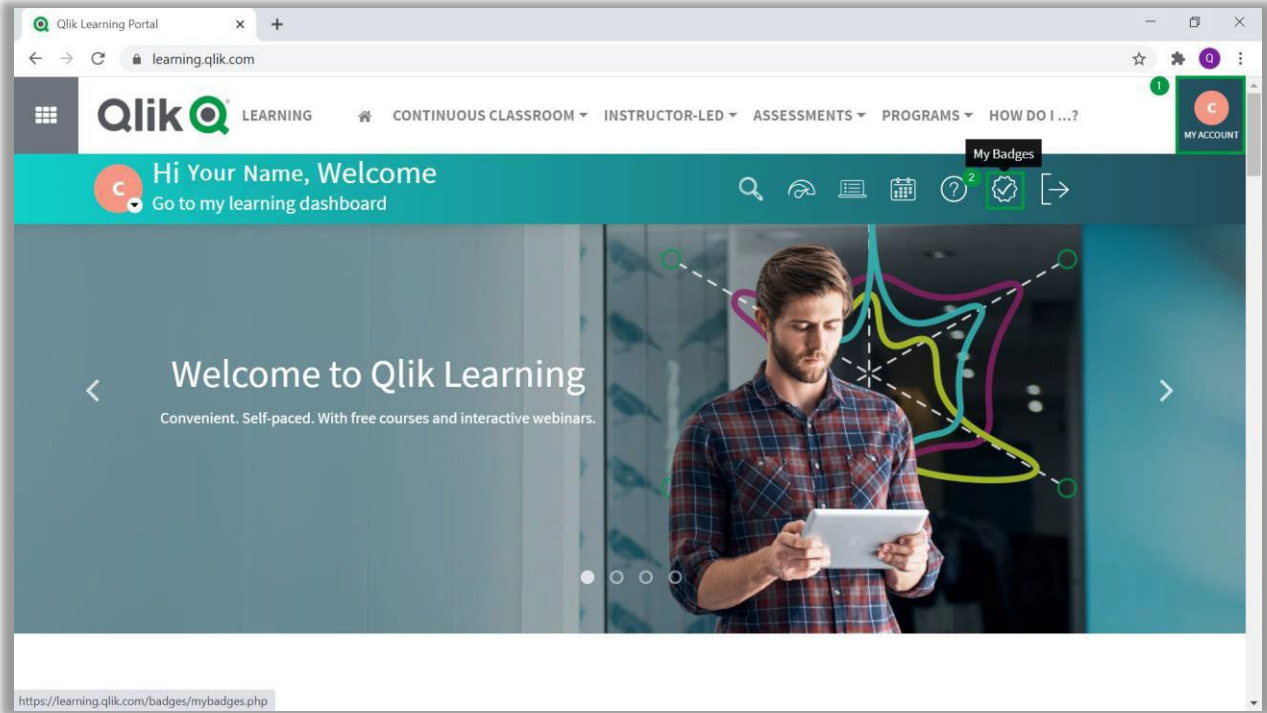 Qlik Learning Portal
learning.qlik.com
Q
1
Qlik LEARNING CONTINUOUS CLASSROOM INSTRUCTOR-LED ASSESSMENTS PROGRAMS HOW DO I ...?
C
MY ACCOUNT
My Badges
C
Hi Your Name, Welcome
Go to my learning dashboard
?
2
Welcome to Qlik Learning
Convenient. Self-paced. With free courses and interactive webinars.
https://learning.qlik.com/badges/mybadges.php